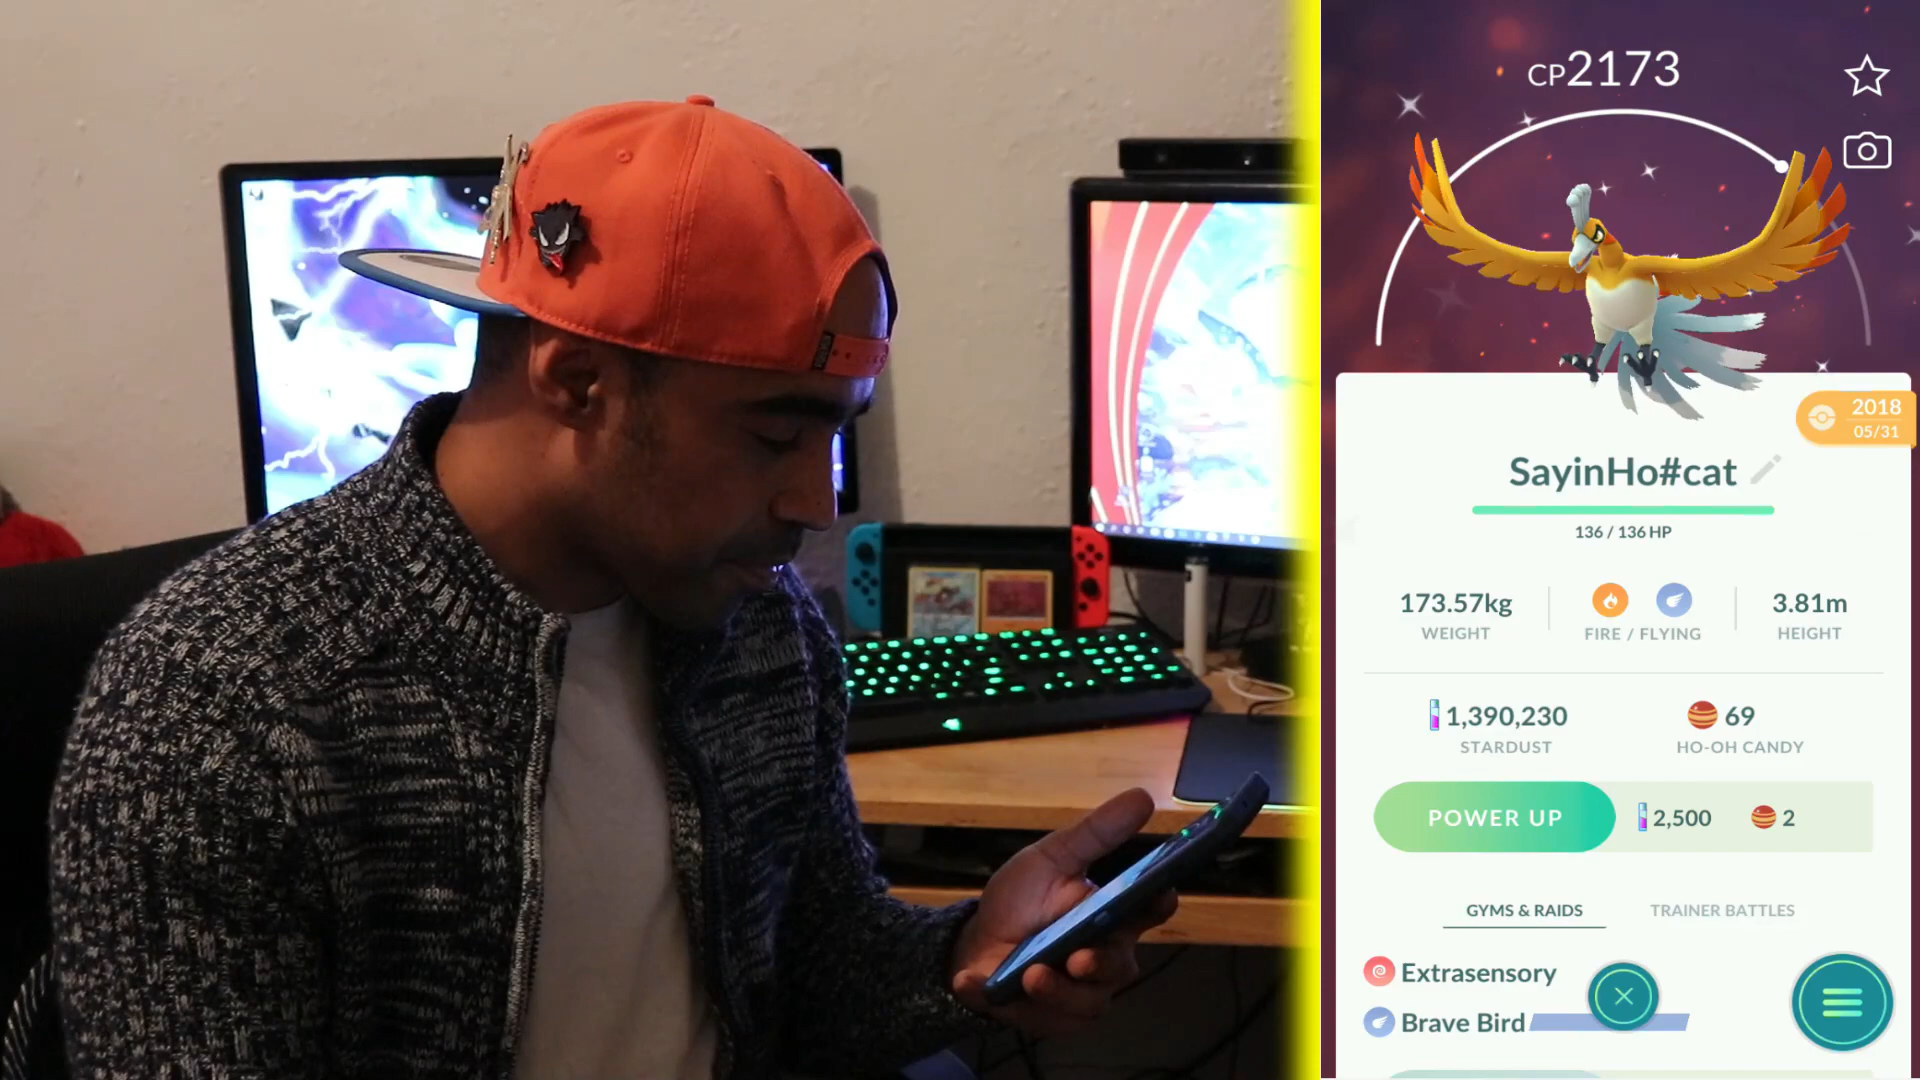 CP2173
2018
05/31
SayinHo#cat
136 / 136 HP
173.57kg
WEIGHT
FIRE / FLYING
3.81m
HEIGHT
1,390,230
STARDUST
69
HO-OH CANDY
POWER UP
2,500
2
GYMS & RAIDS
TRAINER BATTLES
Extrasensory
Brave Bird